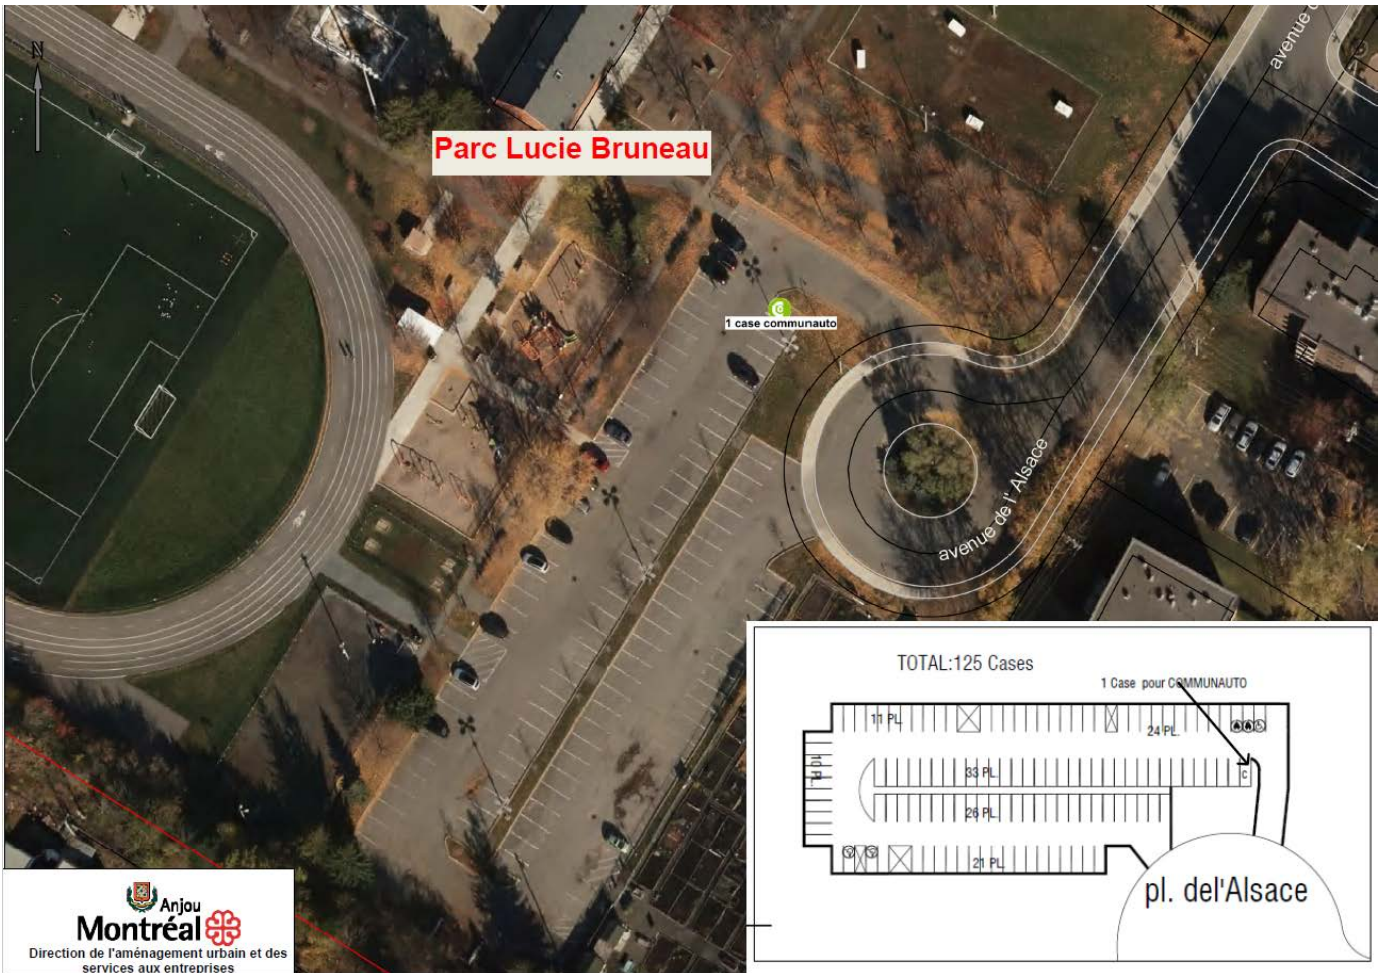 N
avenue d
Parc Lucie Bruneau
1 case communauto
avenue de l' Alsace
TOTAL:125 Cases
1 Case pour COMMUNAUTO
11 PL.
24 PL.
10 PL.
33 PL.
C
26 PL.
21 PL.
pl. del'Alsace
Anjou
Montréal
Direction de l'aménagement urbain et des
services aux entreprises